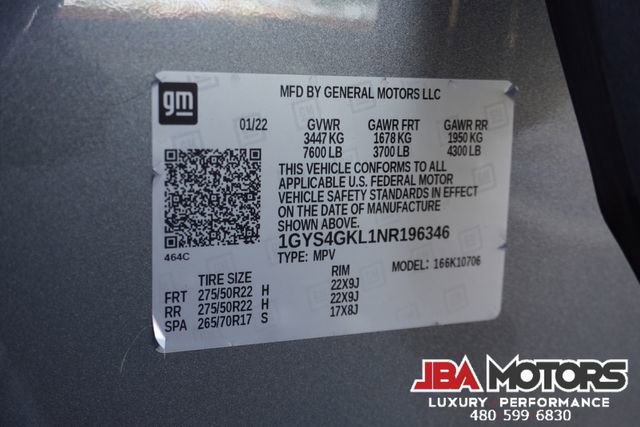 gm
MFD BY GENERAL MOTORS LLC
01/22 GVWR GAWR FRT GAWR RR
3447 KG 1678 KG 1950 KG
7600 LB 3700 LB 4300 LB
THIS VEHICLE CONFORMS TO ALL
APPLICABLE U.S. FEDERAL MOTOR
VEHICLE SAFETY STANDARDS IN EFFECT
ON THE DATE OF MANUFACTURE
SHOWN ABOVE.
1GYS4GKL1NR196346
464C
TYPE: MPV MODEL: 166K10706
TIRE SIZE RIM
FRT 275/50R22 H 22X9J
RR 275/50R22 H 22X9J
SPA 265/70R17 S 17X8J
JBA MOTORS
LUXURY · PERFORMANCE
480 599 6830